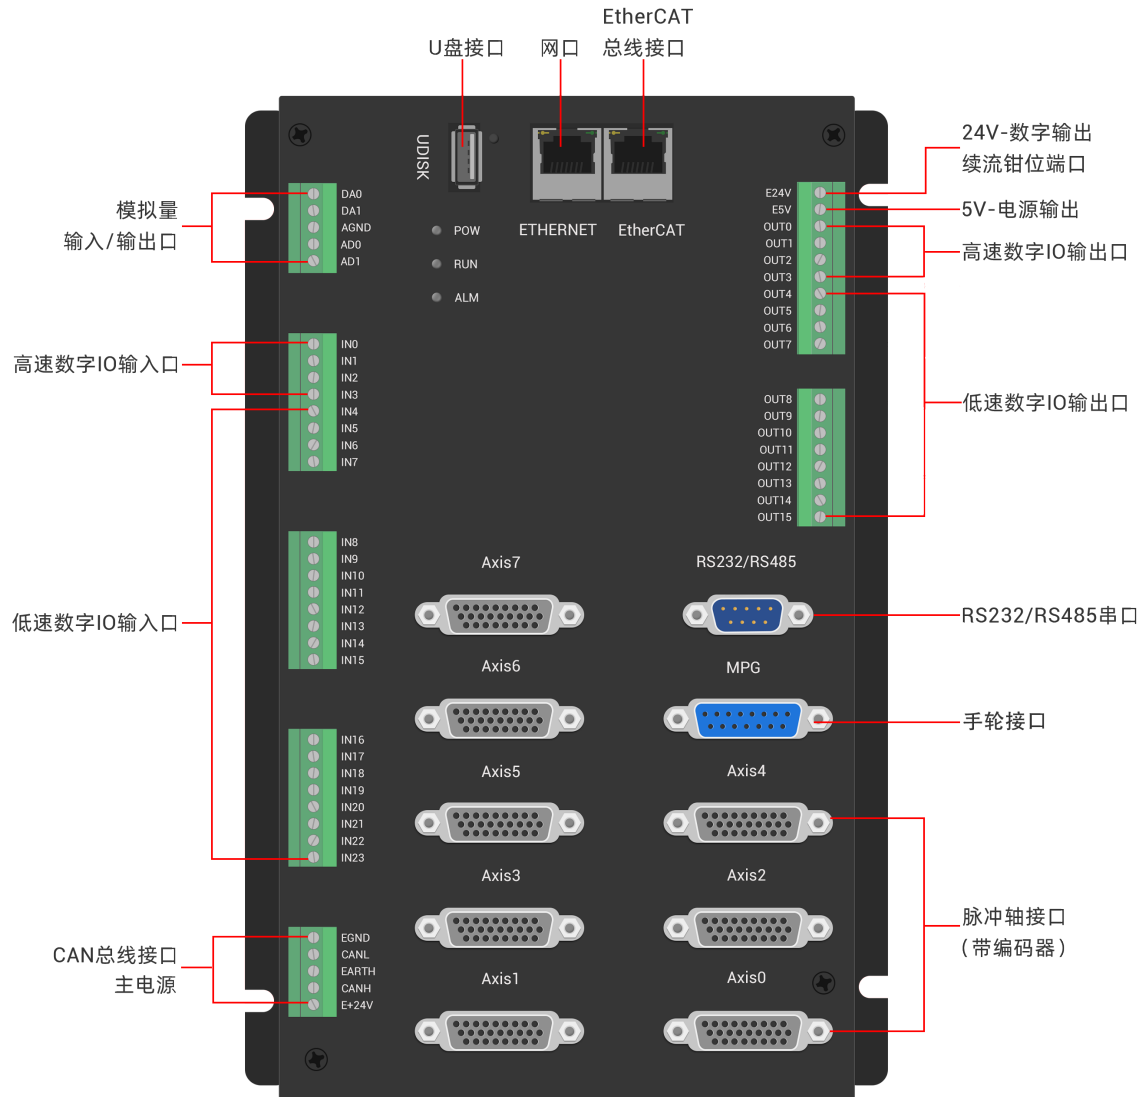 EtherCAT
U盘接口
网口
总线接口
24V-数字输出
续流钳位端口
5V-电源输出
高速数字IO输出口
低速数字IO输出口
RS232/RS485串口
手轮接口
脉冲轴接口
(带编码器)
模拟量
输入/输出口
高速数字IO输入口
低速数字IO输入口
CAN总线接口
主电源
UDISK
ETHERNET
EtherCAT
POW
RUN
ALM
DA0
DA1
AGND
AD0
AD1
IN0
IN1
IN2
IN3
IN4
IN5
IN6
IN7
IN8
IN9
IN10
IN11
IN12
IN13
IN14
IN15
IN16
IN17
IN18
IN19
IN20
IN21
IN22
IN23
EGND
CANL
EARTH
CANH
E+24V
E24V
E5V
OUT0
OUT1
OUT2
OUT3
OUT4
OUT5
OUT6
OUT7
OUT8
OUT9
OUT10
OUT11
OUT12
OUT13
OUT14
OUT15
Axis7
RS232/RS485
Axis6
MPG
Axis5
Axis4
Axis3
Axis2
Axis1
Axis0